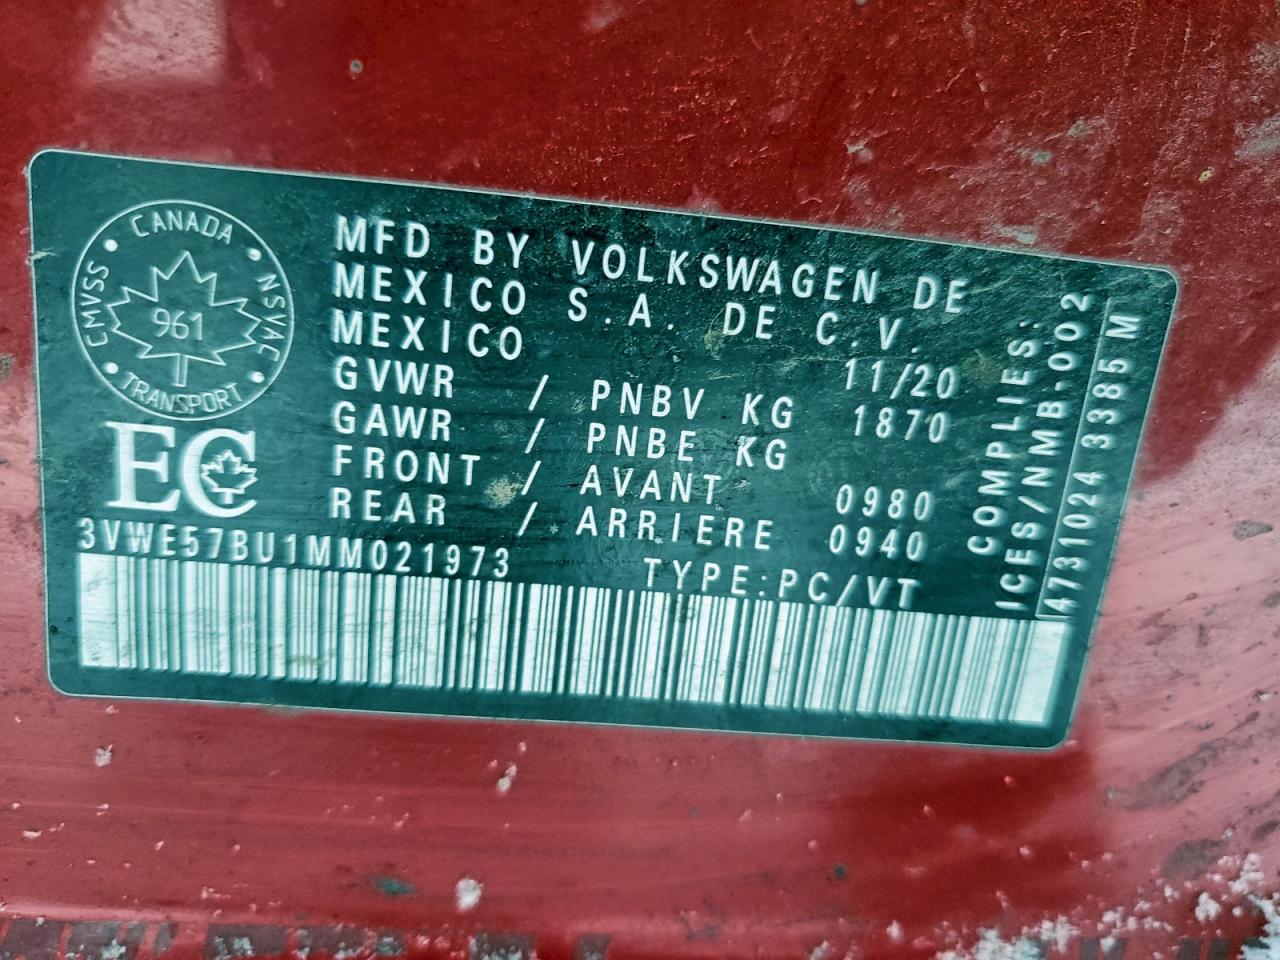 CANADA
CMVSS
NSVAC
961
TRANSPORT
EC
MFD BY VOLKSWAGEN DE
MEXICO S.A. DE C.V.
MEXICO 11/20
GVWR / PNBV KG 1870
GAWR / PNBE KG
FRONT / AVANT 0980
REAR / ARRIERE 0940
3VWE57BU1MM021973 TYPE:PC/VT
COMPLIES:
ICES/NMB-002
4731024 3385 M